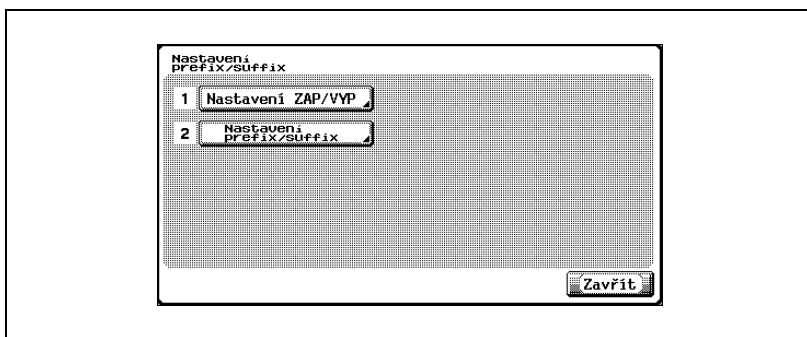 Nastavení
prefix/suffix
1 Nastavení ZAP/VYP
2 Nastavení
prefix/suffix
Zavřít